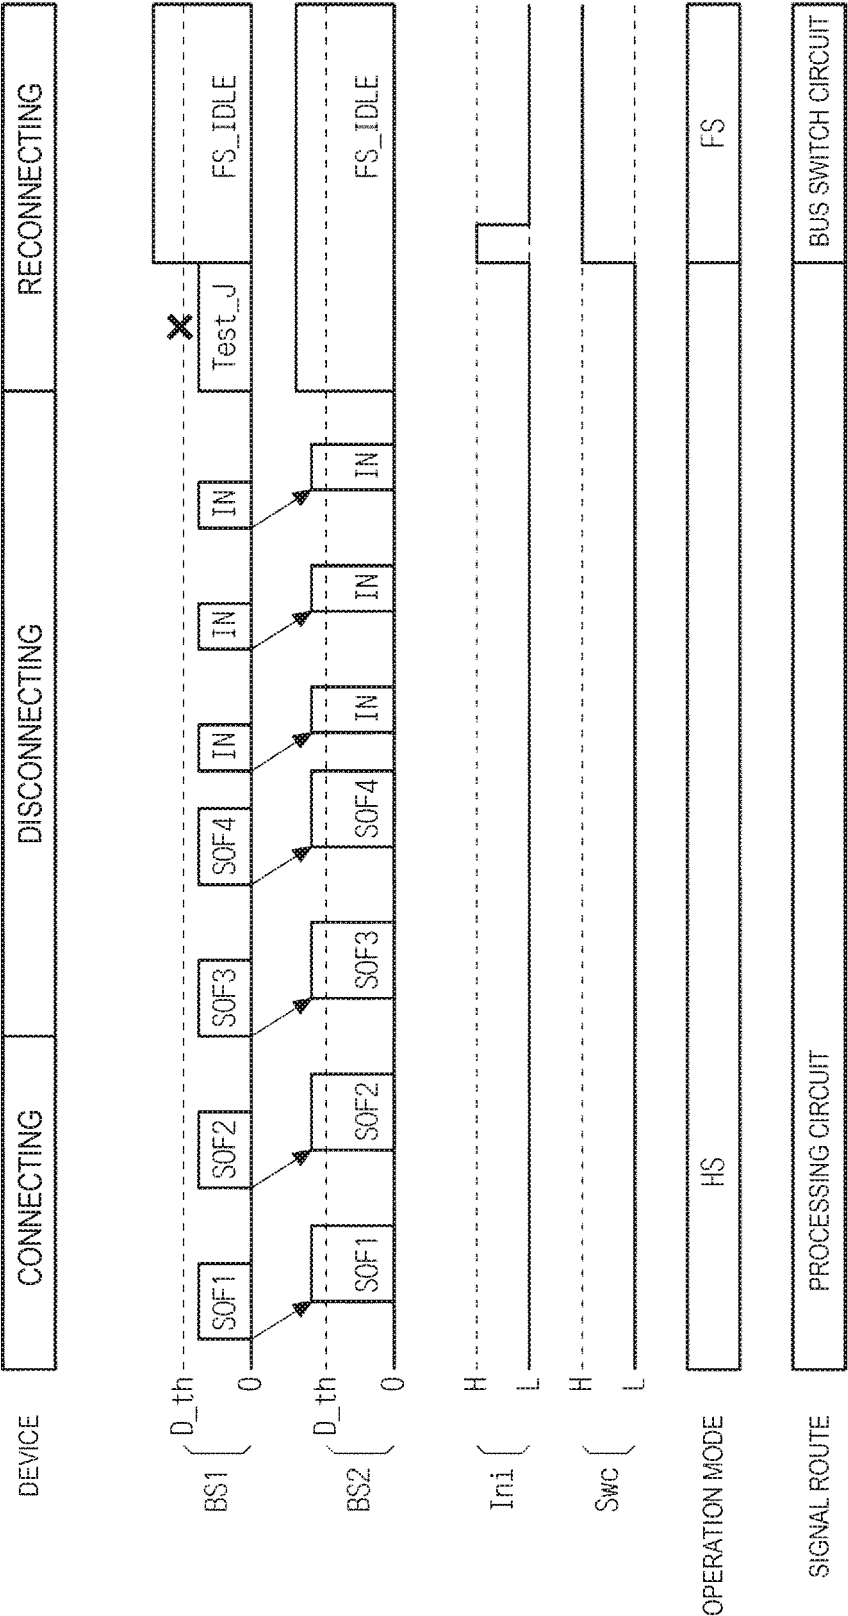 DEVICE
CONNECTING
DISCONNECTING
RECONNECTING
BS1
D_th
0
SOF1
SOF2
SOF3
SOF4
IN
IN
IN
Test_J
FS_IDLE
BS2
D_th
0
SOF1
SOF2
SOF3
SOF4
IN
IN
IN
FS_IDLE
Ini
H
L
Swc
H
L
OPERATION MODE
HS
FS
SIGNAL ROUTE
PROCESSING CIRCUIT
BUS SWITCH CIRCUIT